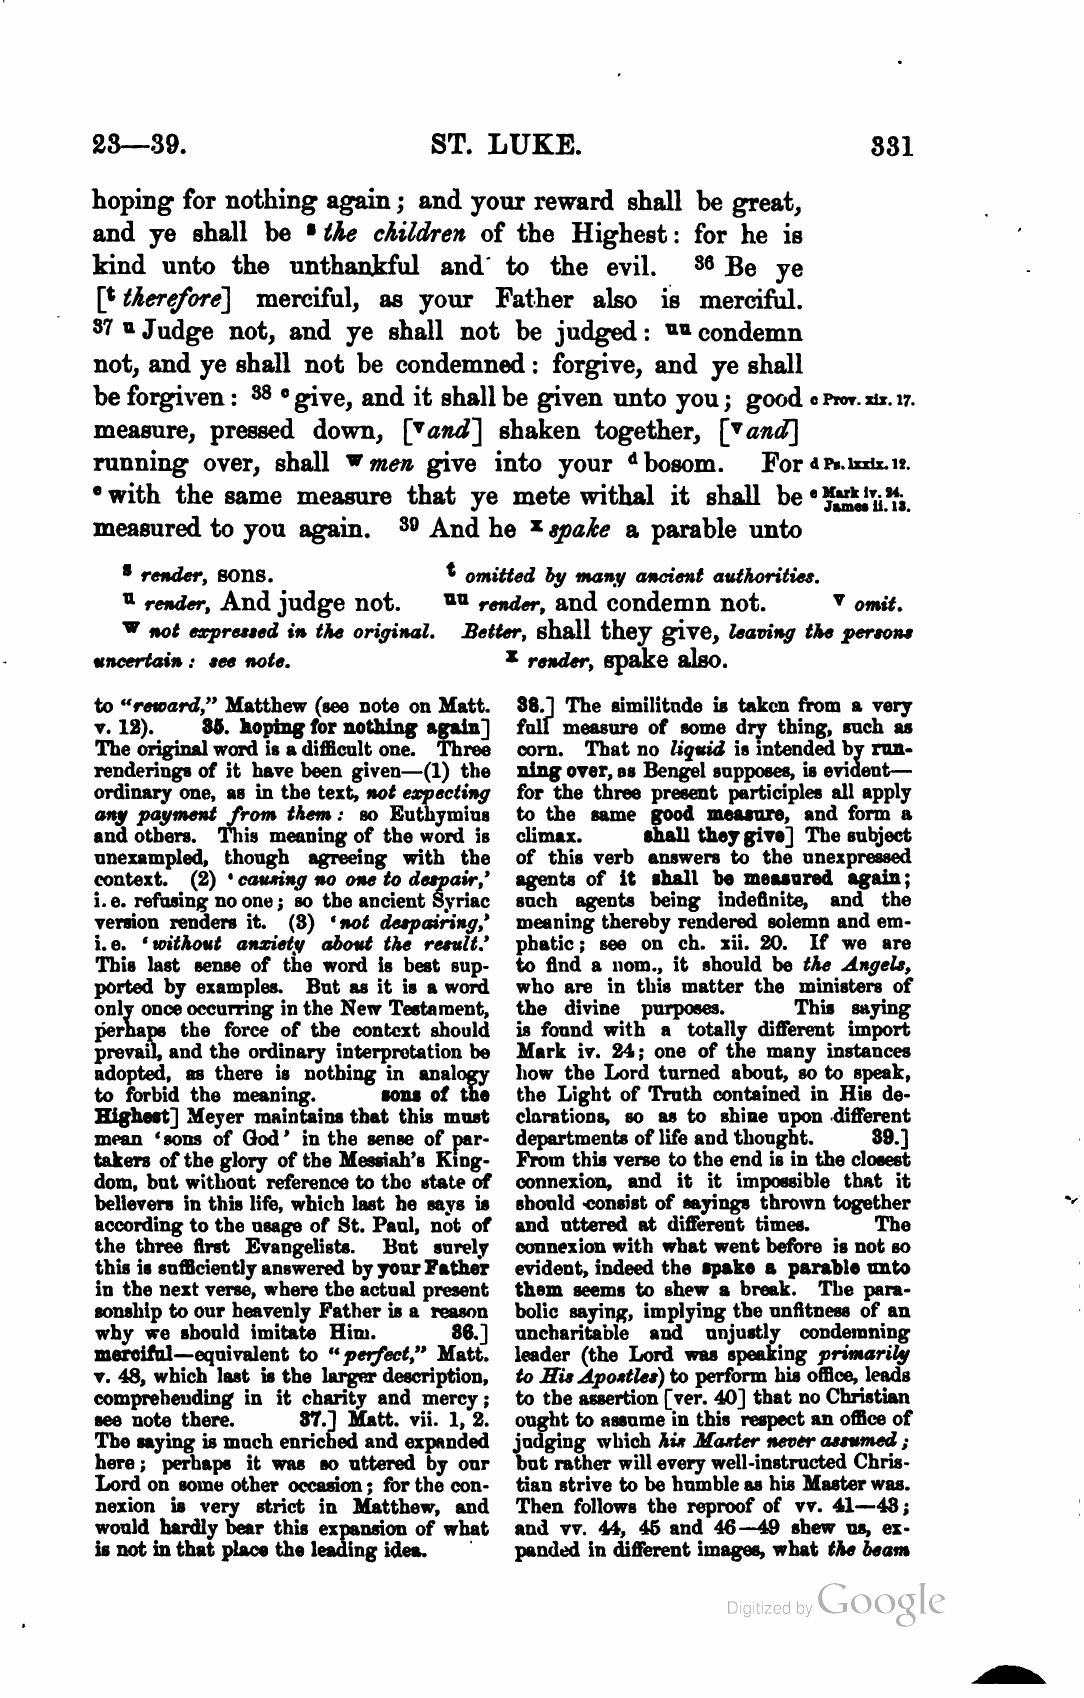 23—39. ST. LUKE. 331
hoping for nothing again; and your reward shall be great,
and ye shall be s the children of the Highest: for he is
kind unto the unthankful and to the evil. 36 Be ye
[t therefore] merciful, as your Father also is merciful.
37 u Judge not, and ye shall not be judged: uu condemn
not, and ye shall not be condemned: forgive, and ye shall
be forgiven: 38 c give, and it shall be given unto you; good c Prov. xix. 17.
measure, pressed down, [v and] shaken together, [v and]
running over, shall w men give into your d bosom. For d Ps. lxxix. 12.
e with the same measure that ye mete withal it shall be e Mark iv. 24. James ii. 13.
measured to you again. 39 And he x spake a parable unto
s render, sons. t omitted by many ancient authorities.
u render, And judge not. uu render, and condemn not. v omit.
w not expressed in the original. Better, shall they give, leaving the persons
uncertain: see note. x render, spake also.
to “reward,” Matthew (see note on Matt.
v. 12). 35. hoping for nothing again]
The original word is a difficult one. Three
renderings of it have been given—(1) the
ordinary one, as in the text, not expecting
any payment from them: so Euthymius
and others. This meaning of the word is
unexampled, though agreeing with the
context. (2) ‘causing no one to despair,’
i. e. refusing no one; so the ancient Syriac
version renders it. (3) ‘not despairing,’
i. e. ‘without anxiety about the result.’
This last sense of the word is best sup-
ported by examples. But as it is a word
only once occurring in the New Testament,
perhaps the force of the context should
prevail, and the ordinary interpretation be
adopted, as there is nothing in analogy
to forbid the meaning. sons of the
Highest] Meyer maintains that this must
mean ‘sons of God’ in the sense of par-
takers of the glory of the Messiah’s King-
dom, but without reference to the state of
believers in this life, which last he says is
according to the usage of St. Paul, not of
the three first Evangelists. But surely
this is sufficiently answered by your Father
in the next verse, where the actual present
sonship to our heavenly Father is a reason
why we should imitate Him. 36.]
merciful—equivalent to “perfect,” Matt.
v. 48, which last is the larger description,
comprehending in it charity and mercy;
see note there. 37.] Matt. vii. 1, 2.
The saying is much enriched and expanded
here; perhaps it was so uttered by our
Lord on some other occasion; for the con-
nexion is very strict in Matthew, and
would hardly bear this expansion of what
is not in that place the leading idea.
38.] The similitude is taken from a very
full measure of some dry thing, such as
corn. That no liquid is intended by run-
ning over, as Bengel supposes, is evident—
for the three present participles all apply
to the same good measure, and form a
climax. shall they give] The subject
of this verb answers to the unexpressed
agents of it shall be measured again;
such agents being indefinite, and the
meaning thereby rendered solemn and em-
phatic; see on ch. xii. 20. If we are
to find a nom., it should be the Angels,
who are in this matter the ministers of
the divine purposes. This saying
is found with a totally different import
Mark iv. 24; one of the many instances
how the Lord turned about, so to speak,
the Light of Truth contained in His de-
clarations, so as to shine upon different
departments of life and thought. 39.]
From this verse to the end is in the closest
connexion, and it it impossible that it
should consist of sayings thrown together
and uttered at different times. The
connexion with what went before is not so
evident, indeed the spake a parable unto
them seems to shew a break. The para-
bolic saying, implying the unfitness of an
uncharitable and unjustly condemning
leader (the Lord was speaking primarily
to His Apostles) to perform his office, leads
to the assertion [ver. 40] that no Christian
ought to assume in this respect an office of
judging which his Master never assumed;
but rather will every well-instructed Chris-
tian strive to be humble as his Master was.
Then follows the reproof of vv. 41—43;
and vv. 44, 45 and 46—49 shew us, ex-
panded in different images, what the beam
Digitized by Google